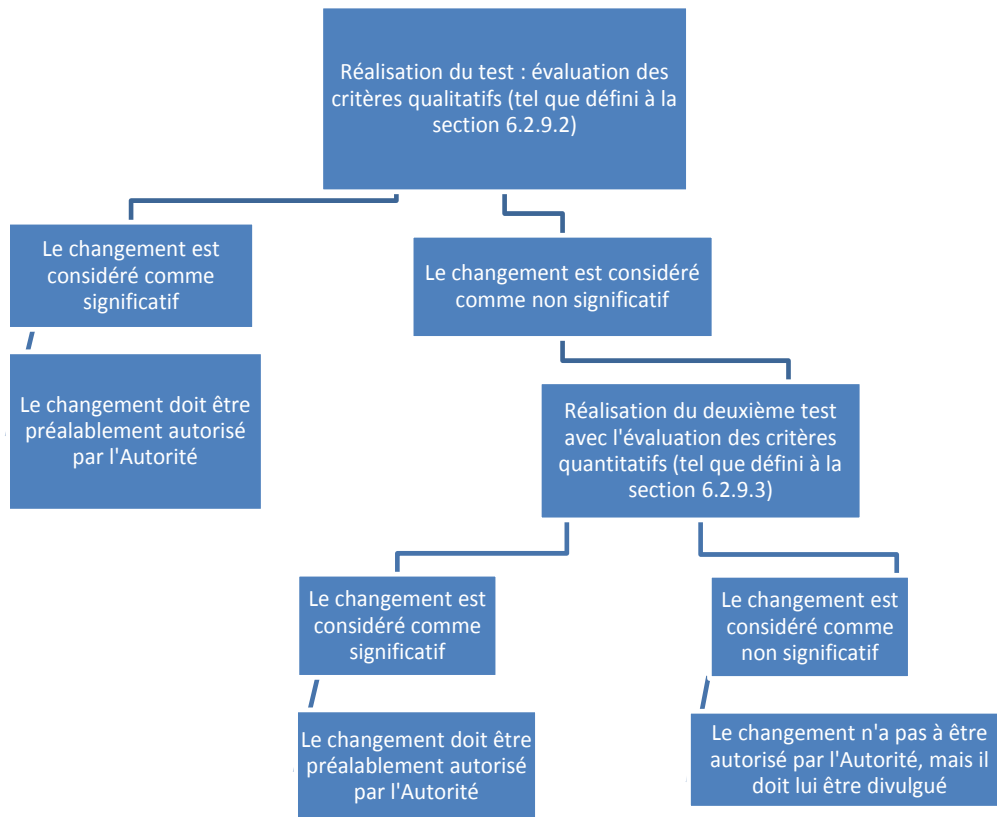 Réalisation du test : évaluation des
critères qualitatifs (tel que défini à la
section 6.2.9.2)
Le changement est
considéré comme
significatif
Le changement est considéré
comme non significatif
Le changement doit être
préalablement autorisé
par l'Autorité
Réalisation du deuxième test
avec l'évaluation des critères
quantitatifs (tel que défini à la
section 6.2.9.3)
Le changement est
considéré comme
significatif
Le changement est
considéré comme
non significatif
Le changement doit être
préalablement autorisé
par l'Autorité
Le changement n'a pas à être
autorisé par l'Autorité, mais il
doit lui être divulgué